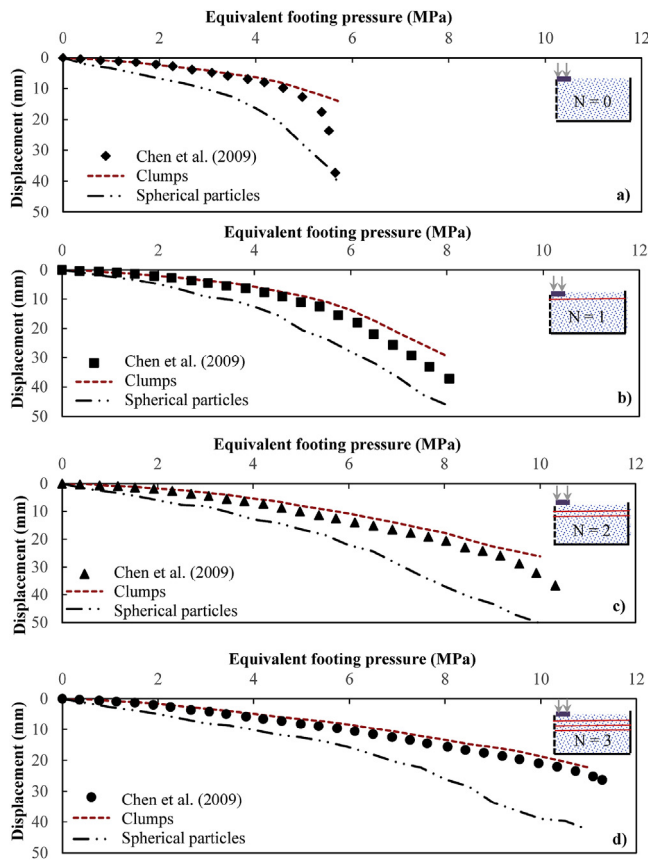 Equivalent footing pressure (MPa)
0 2 4 6 8 10 12
Displacement (mm)
0
10
20
30
40
50
N = 0
Chen et al. (2009)
Clumps
Spherical particles
a)
Equivalent footing pressure (MPa)
0 2 4 6 8 10 12
Displacement (mm)
0
10
20
30
40
50
N = 1
Chen et al. (2009)
Clumps
Spherical particles
b)
Equivalent footing pressure (MPa)
0 2 4 6 8 10 12
Displacement (mm)
0
10
20
30
40
50
N = 2
Chen et al. (2009)
Clumps
Spherical particles
c)
Equivalent footing pressure (MPa)
0 2 4 6 8 10 12
Displacement (mm)
0
10
20
30
40
50
N = 3
Chen et al. (2009)
Clumps
Spherical particles
d)